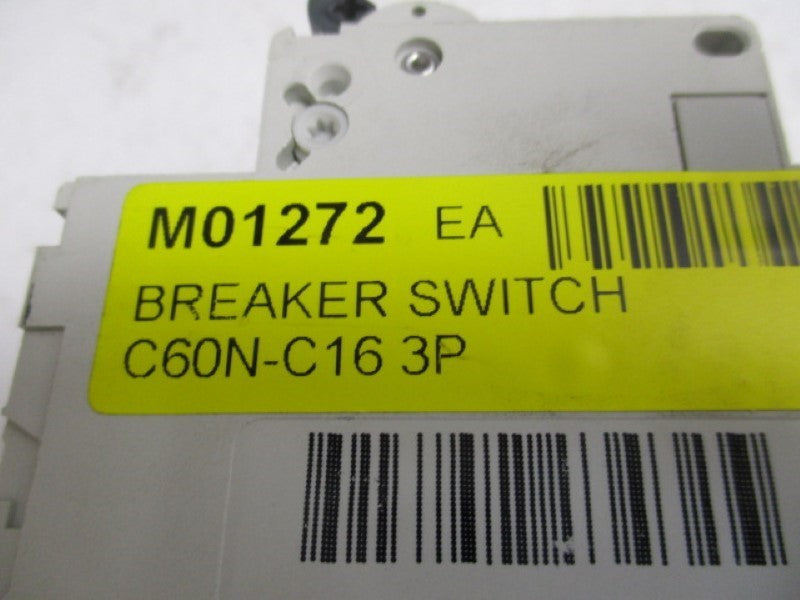 M01272 EA
BREAKER SWITCH
C60N-C16 3P